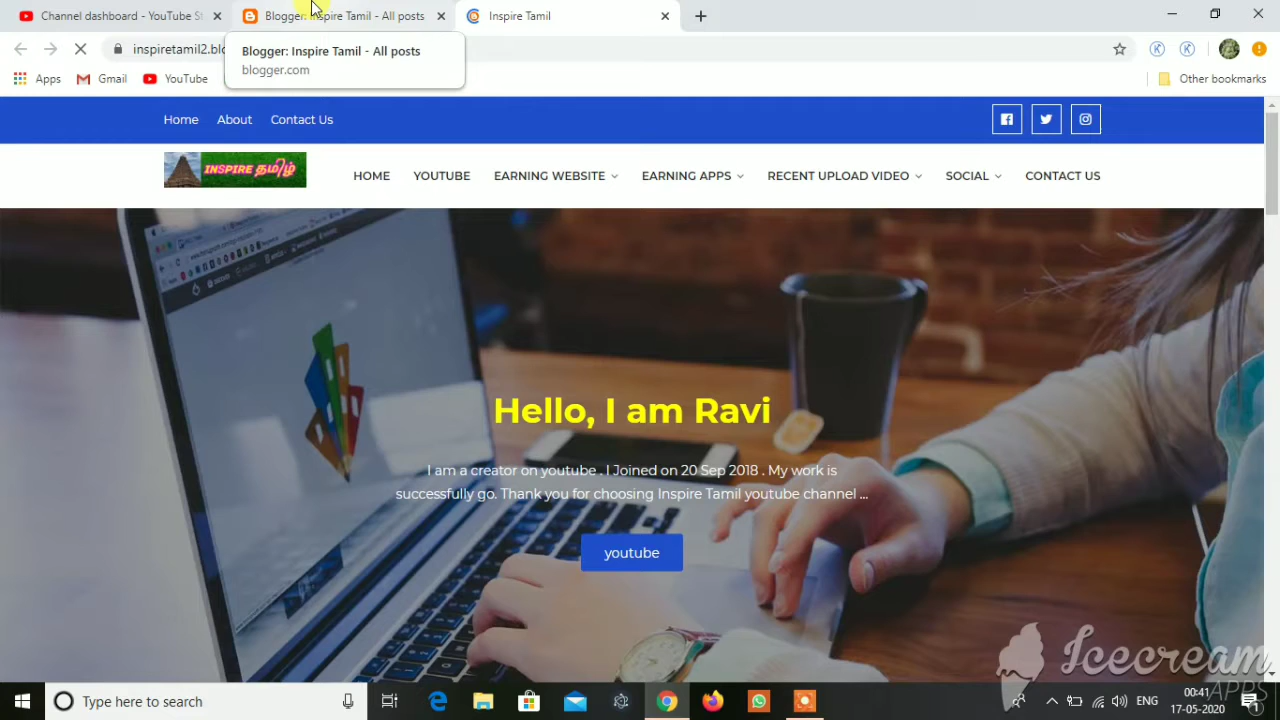 Channel dashboard - YouTube St
Blogger: Inspire Tamil - All posts
Inspire Tamil
inspiretamil2.blo
Blogger: Inspire Tamil - All posts
blogger.com
Apps
Gmail
YouTube
Other bookmarks
Home
About
Contact Us
INSPIRE தமிழ்
HOME
YOUTUBE
EARNING WEBSITE
EARNING APPS
RECENT UPLOAD VIDEO
SOCIAL
CONTACT US
Hello, I am Ravi
I am a creator on youtube . I Joined on 20 Sep 2018 . My work is
successfully go. Thank you for choosing Inspire Tamil youtube channel ...
youtube
Icecream
APPS
Type here to search
ENG
00:41
17-05-2020
1